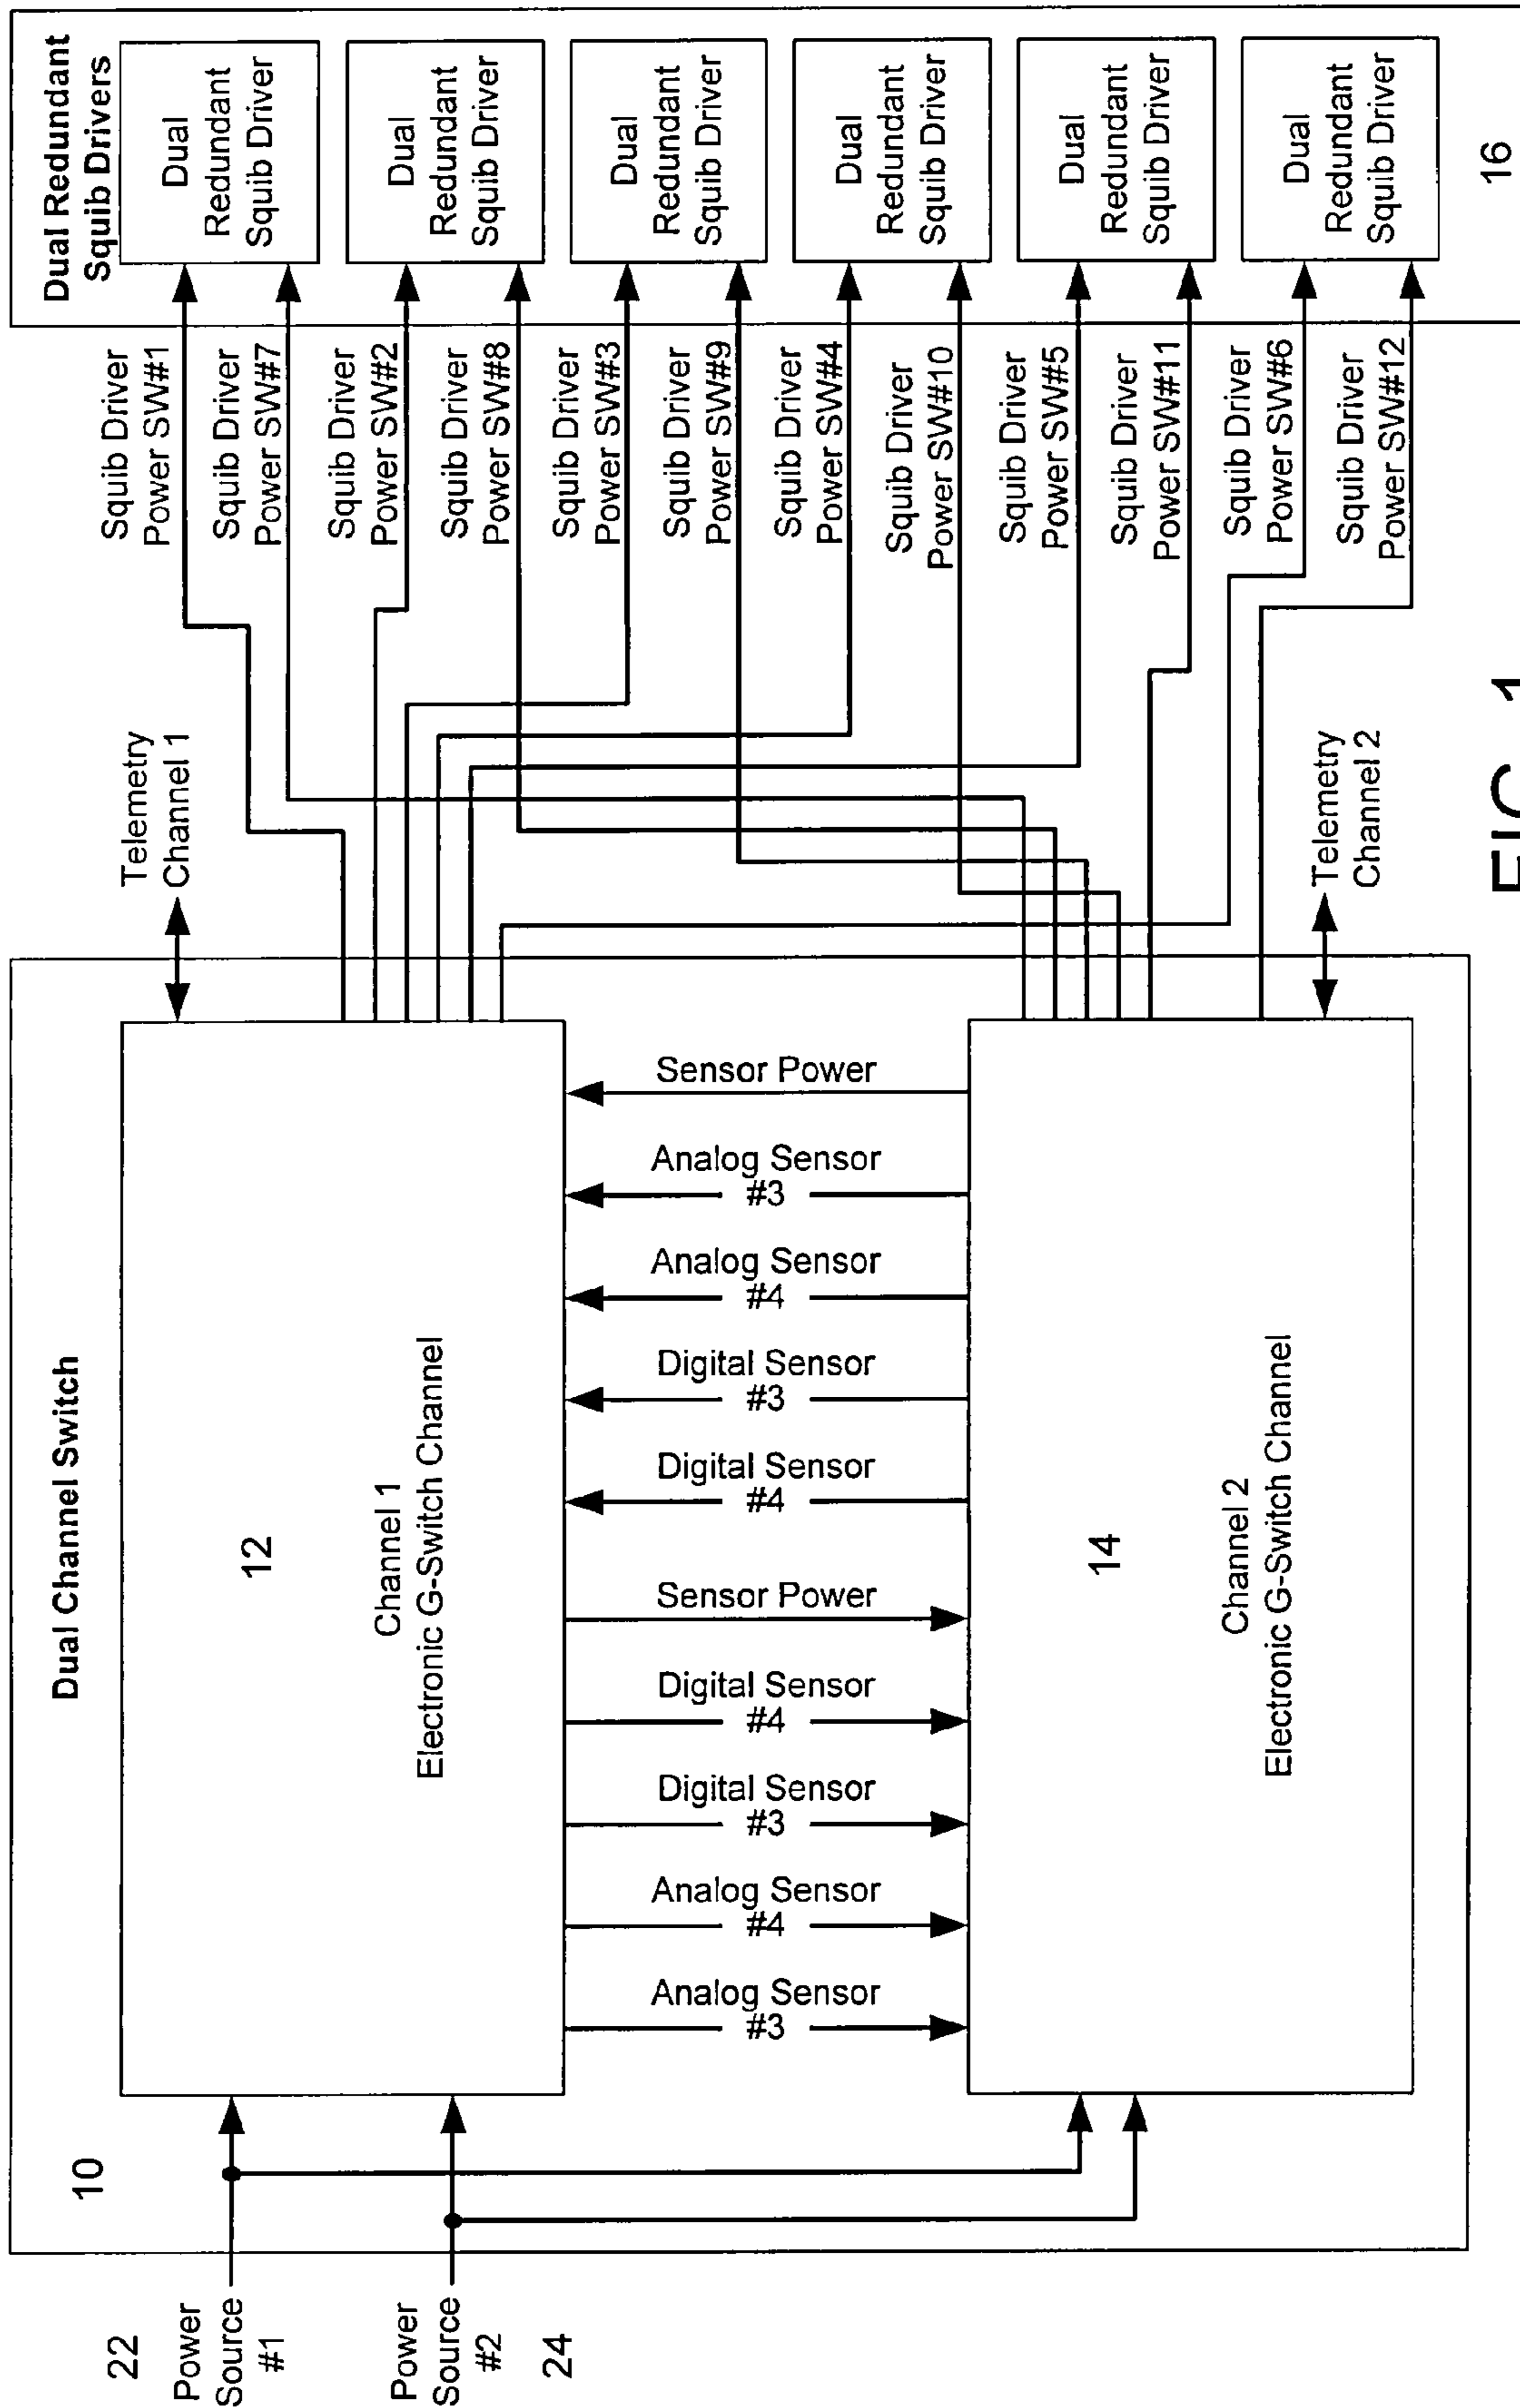 Dual Channel Switch
10
22
Power
Source
#1
Power
Source
#2
24
12
Channel 1
Electronic G-Switch Channel
Analog Sensor
#3
Analog Sensor
#4
Digital Sensor
#3
Digital Sensor
#4
Sensor Power
Digital Sensor
#4
Digital Sensor
#3
Analog Sensor
#4
Analog Sensor
#3
Sensor Power
14
Channel 2
Electronic G-Switch Channel
Telemetry
Channel 1
Telemetry
Channel 2
Squib Driver
Power SW#1
Squib Driver
Power SW#7
Squib Driver
Power SW#2
Squib Driver
Power SW#8
Squib Driver
Power SW#3
Squib Driver
Power SW#9
Squib Driver
Power SW#4
Squib Driver
Power SW#10
Squib Driver
Power SW#5
Squib Driver
Power SW#11
Squib Driver
Power SW#6
Squib Driver
Power SW#12
Dual Redundant
Squib Drivers
Dual
Redundant
Squib Driver
Dual
Redundant
Squib Driver
Dual
Redundant
Squib Driver
Dual
Redundant
Squib Driver
Dual
Redundant
Squib Driver
Dual
Redundant
Squib Driver
16